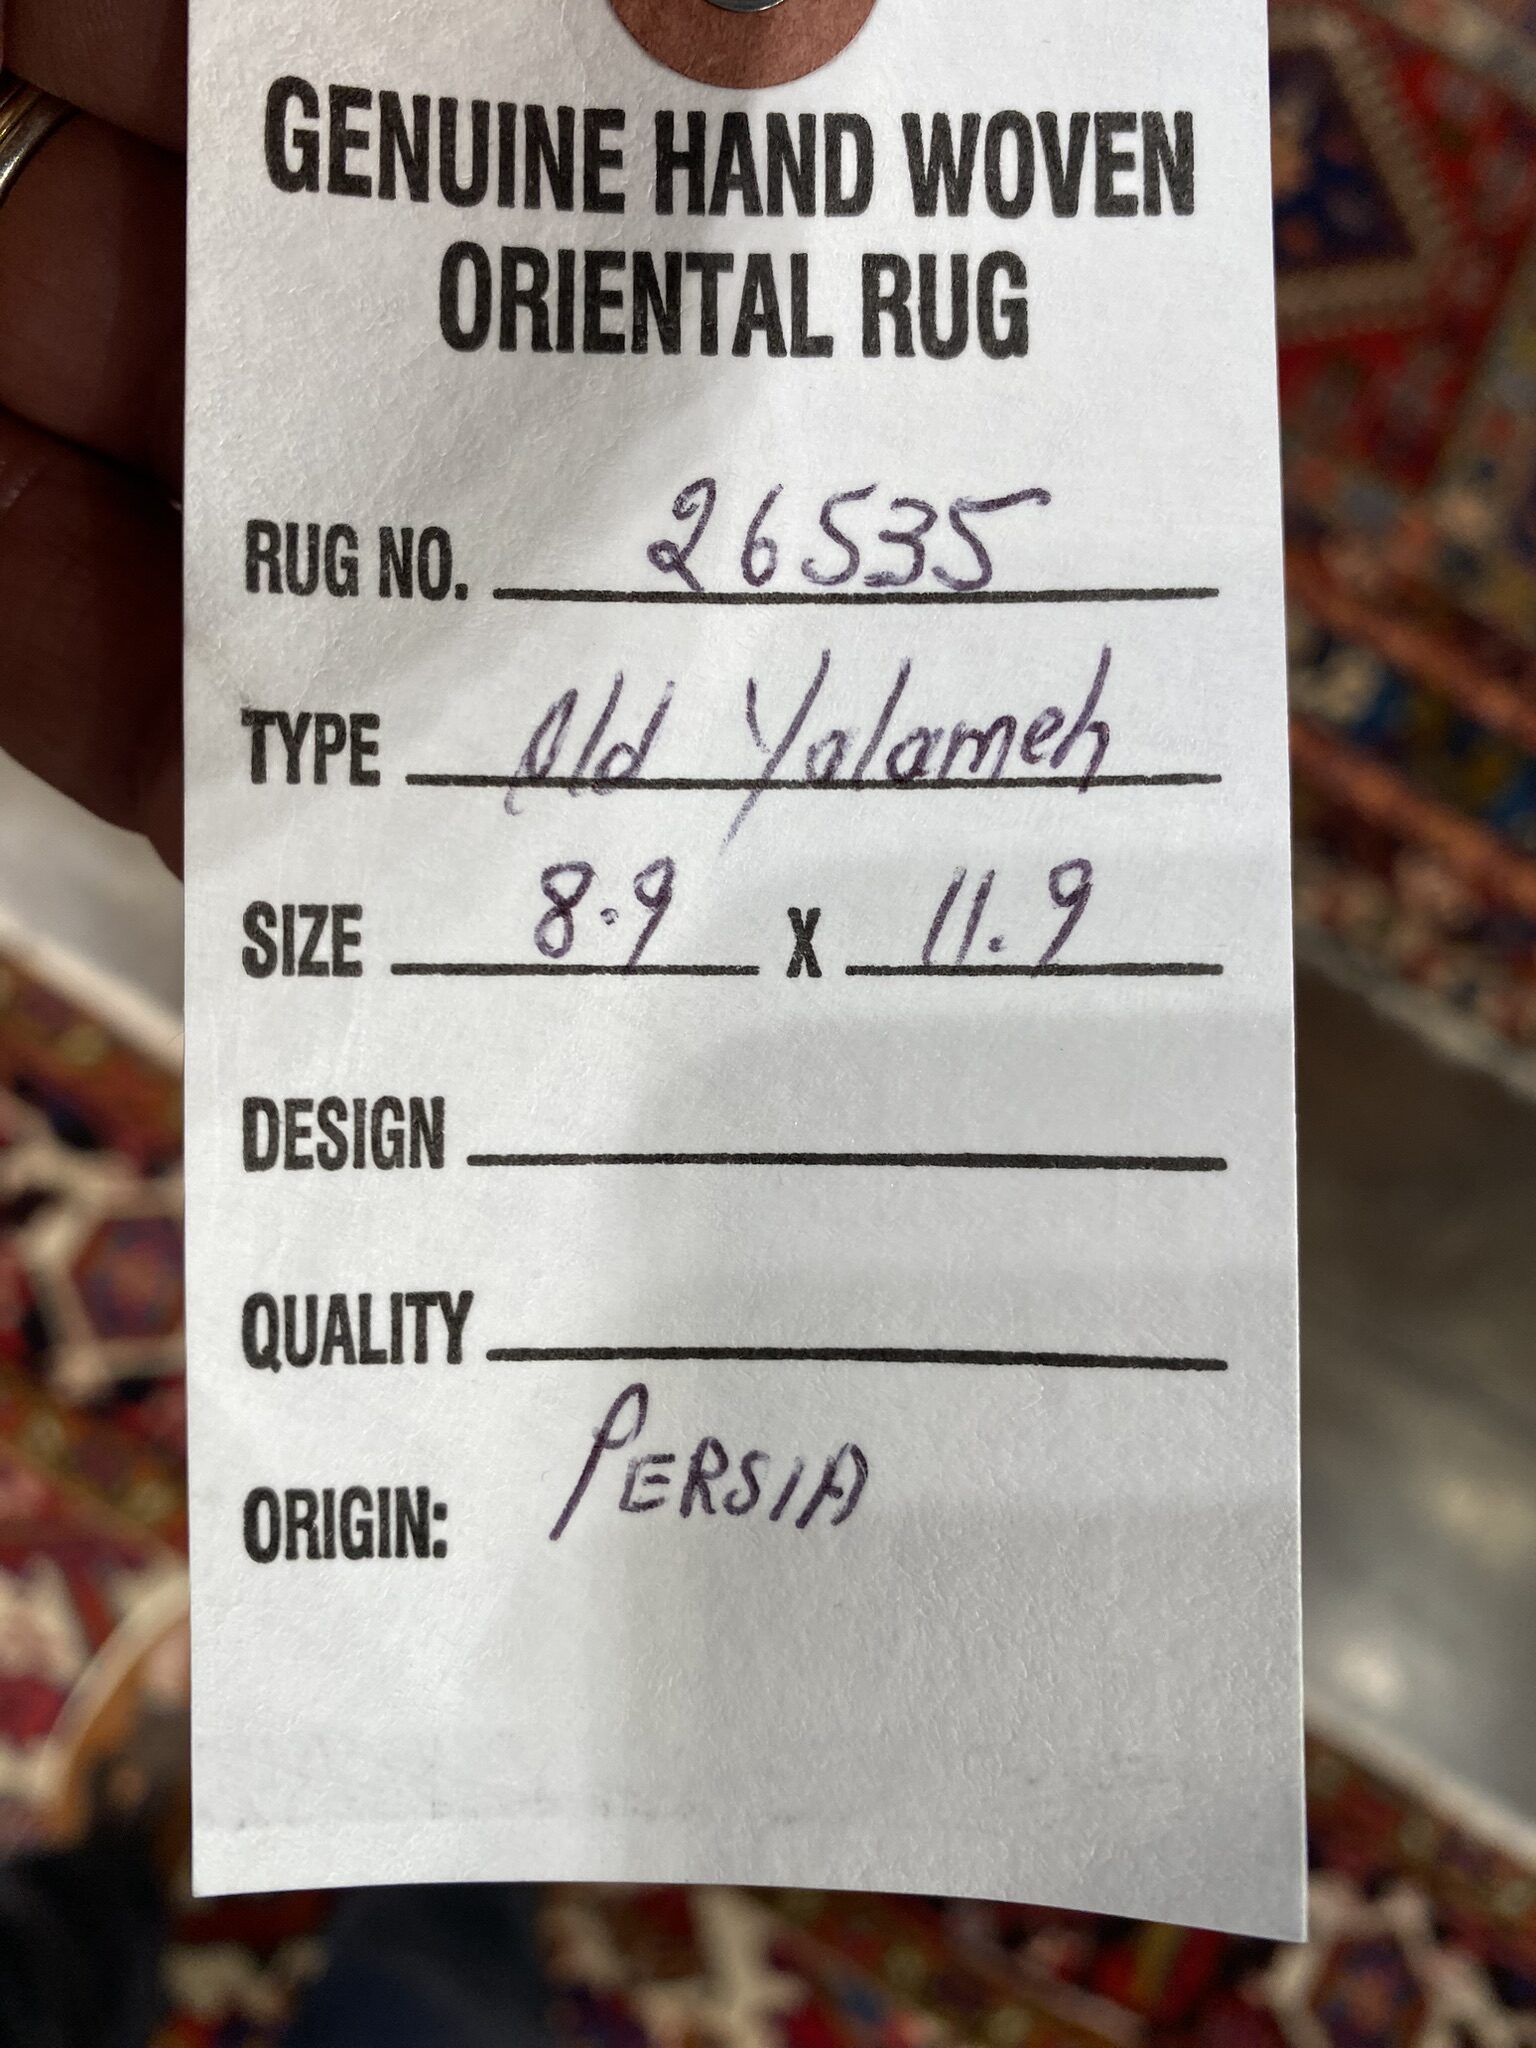 GENUINE HAND WOVEN
ORIENTAL RUG
RUG NO. 26535
TYPE Old Yalameh
SIZE 8.9 X 11.9
DESIGN
QUALITY
ORIGIN: PERSIA